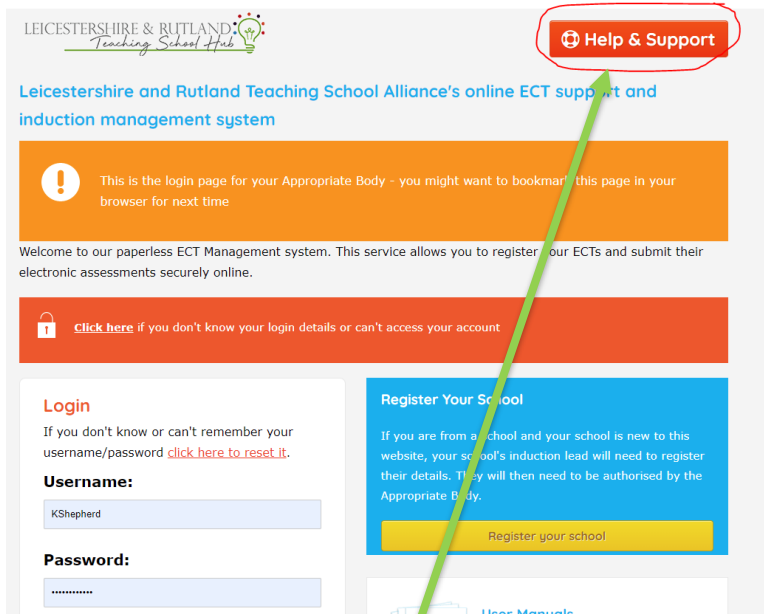 LEICESTERSHIRE & RUTLAND
Teaching School Hub
Help & Support
Leicestershire and Rutland Teaching School Alliance's online ECT support and
induction management system
This is the login page for your Appropriate Body - you might want to bookmark this page in your
browser for next time
Welcome to our paperless ECT Management system. This service allows you to register your ECTs and submit their
electronic assessments securely online.
Click here if you don't know your login details or can't access your account
Login
If you don't know or can't remember your
username/password click here to reset it.
Username:
KShepherd
Password:
••••••••••••
Register Your School
If you are from a school and your school is new to this
website, your school's induction lead will need to register
their details. They will then need to be authorised by the
Appropriate Body.
Register your school
User Manuals